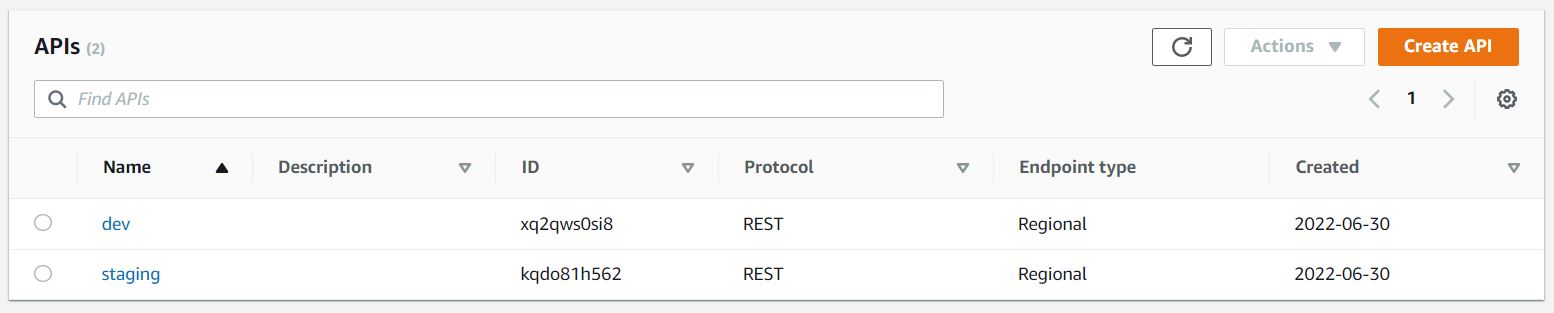 APIs (2)
Actions
Create API
Find APIs
1
Name Description ID Protocol Endpoint type Created
dev xq2qws0si8 REST Regional 2022-06-30
staging kqdo81h562 REST Regional 2022-06-30